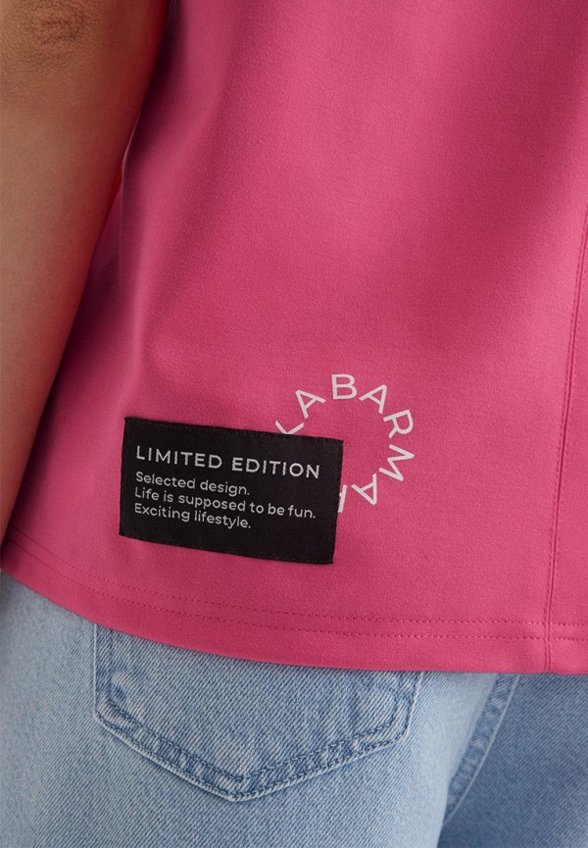 LABARMA
LIMITED EDITION
Selected design.
Life is supposed to be fun.
Exciting lifestyle.